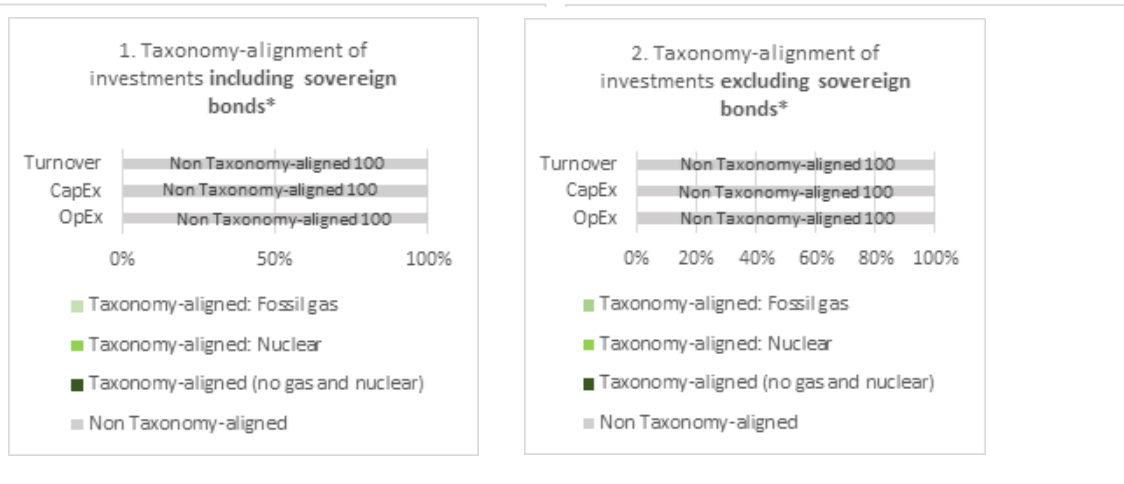 1. Taxonomy-alignment of
investments including sovereign
bonds*
Turnover
Non Taxonomy-aligned 100
CapEx
Non Taxonomy-aligned 100
OpEx
Non Taxonomy-aligned 100
0% 50% 100%
Taxonomy-aligned: Fossil gas
Taxonomy-aligned: Nuclear
Taxonomy-aligned (no gas and nuclear)
Non Taxonomy-aligned
2. Taxonomy-alignment of
investments excluding sovereign
bonds*
Turnover
Non Taxonomy-aligned 100
CapEx
Non Taxonomy-aligned 100
OpEx
Non Taxonomy-aligned 100
0% 20% 40% 60% 80% 100%
Taxonomy-aligned: Fossil gas
Taxonomy-aligned: Nuclear
Taxonomy-aligned (no gas and nuclear)
Non Taxonomy-aligned